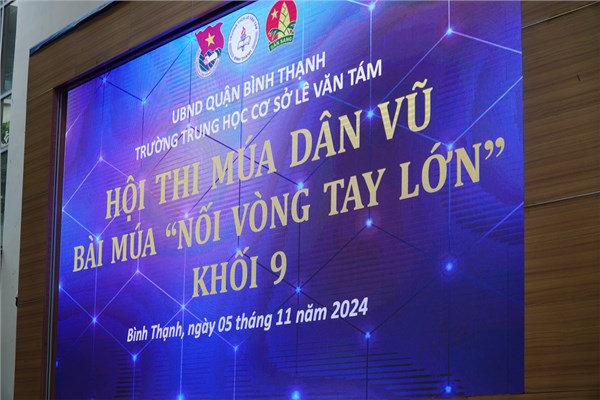 UBND QUẬN BÌNH THẠNH
TRƯỜNG TRUNG HỌC CƠ SỞ LÊ VĂN TÁM
HỘI THI MÚA DÂN VŨ
BÀI MÚA “NỐI VÒNG TAY LỚN”
KHỐI 9
Bình Thạnh, ngày 05 tháng 11 năm 2024